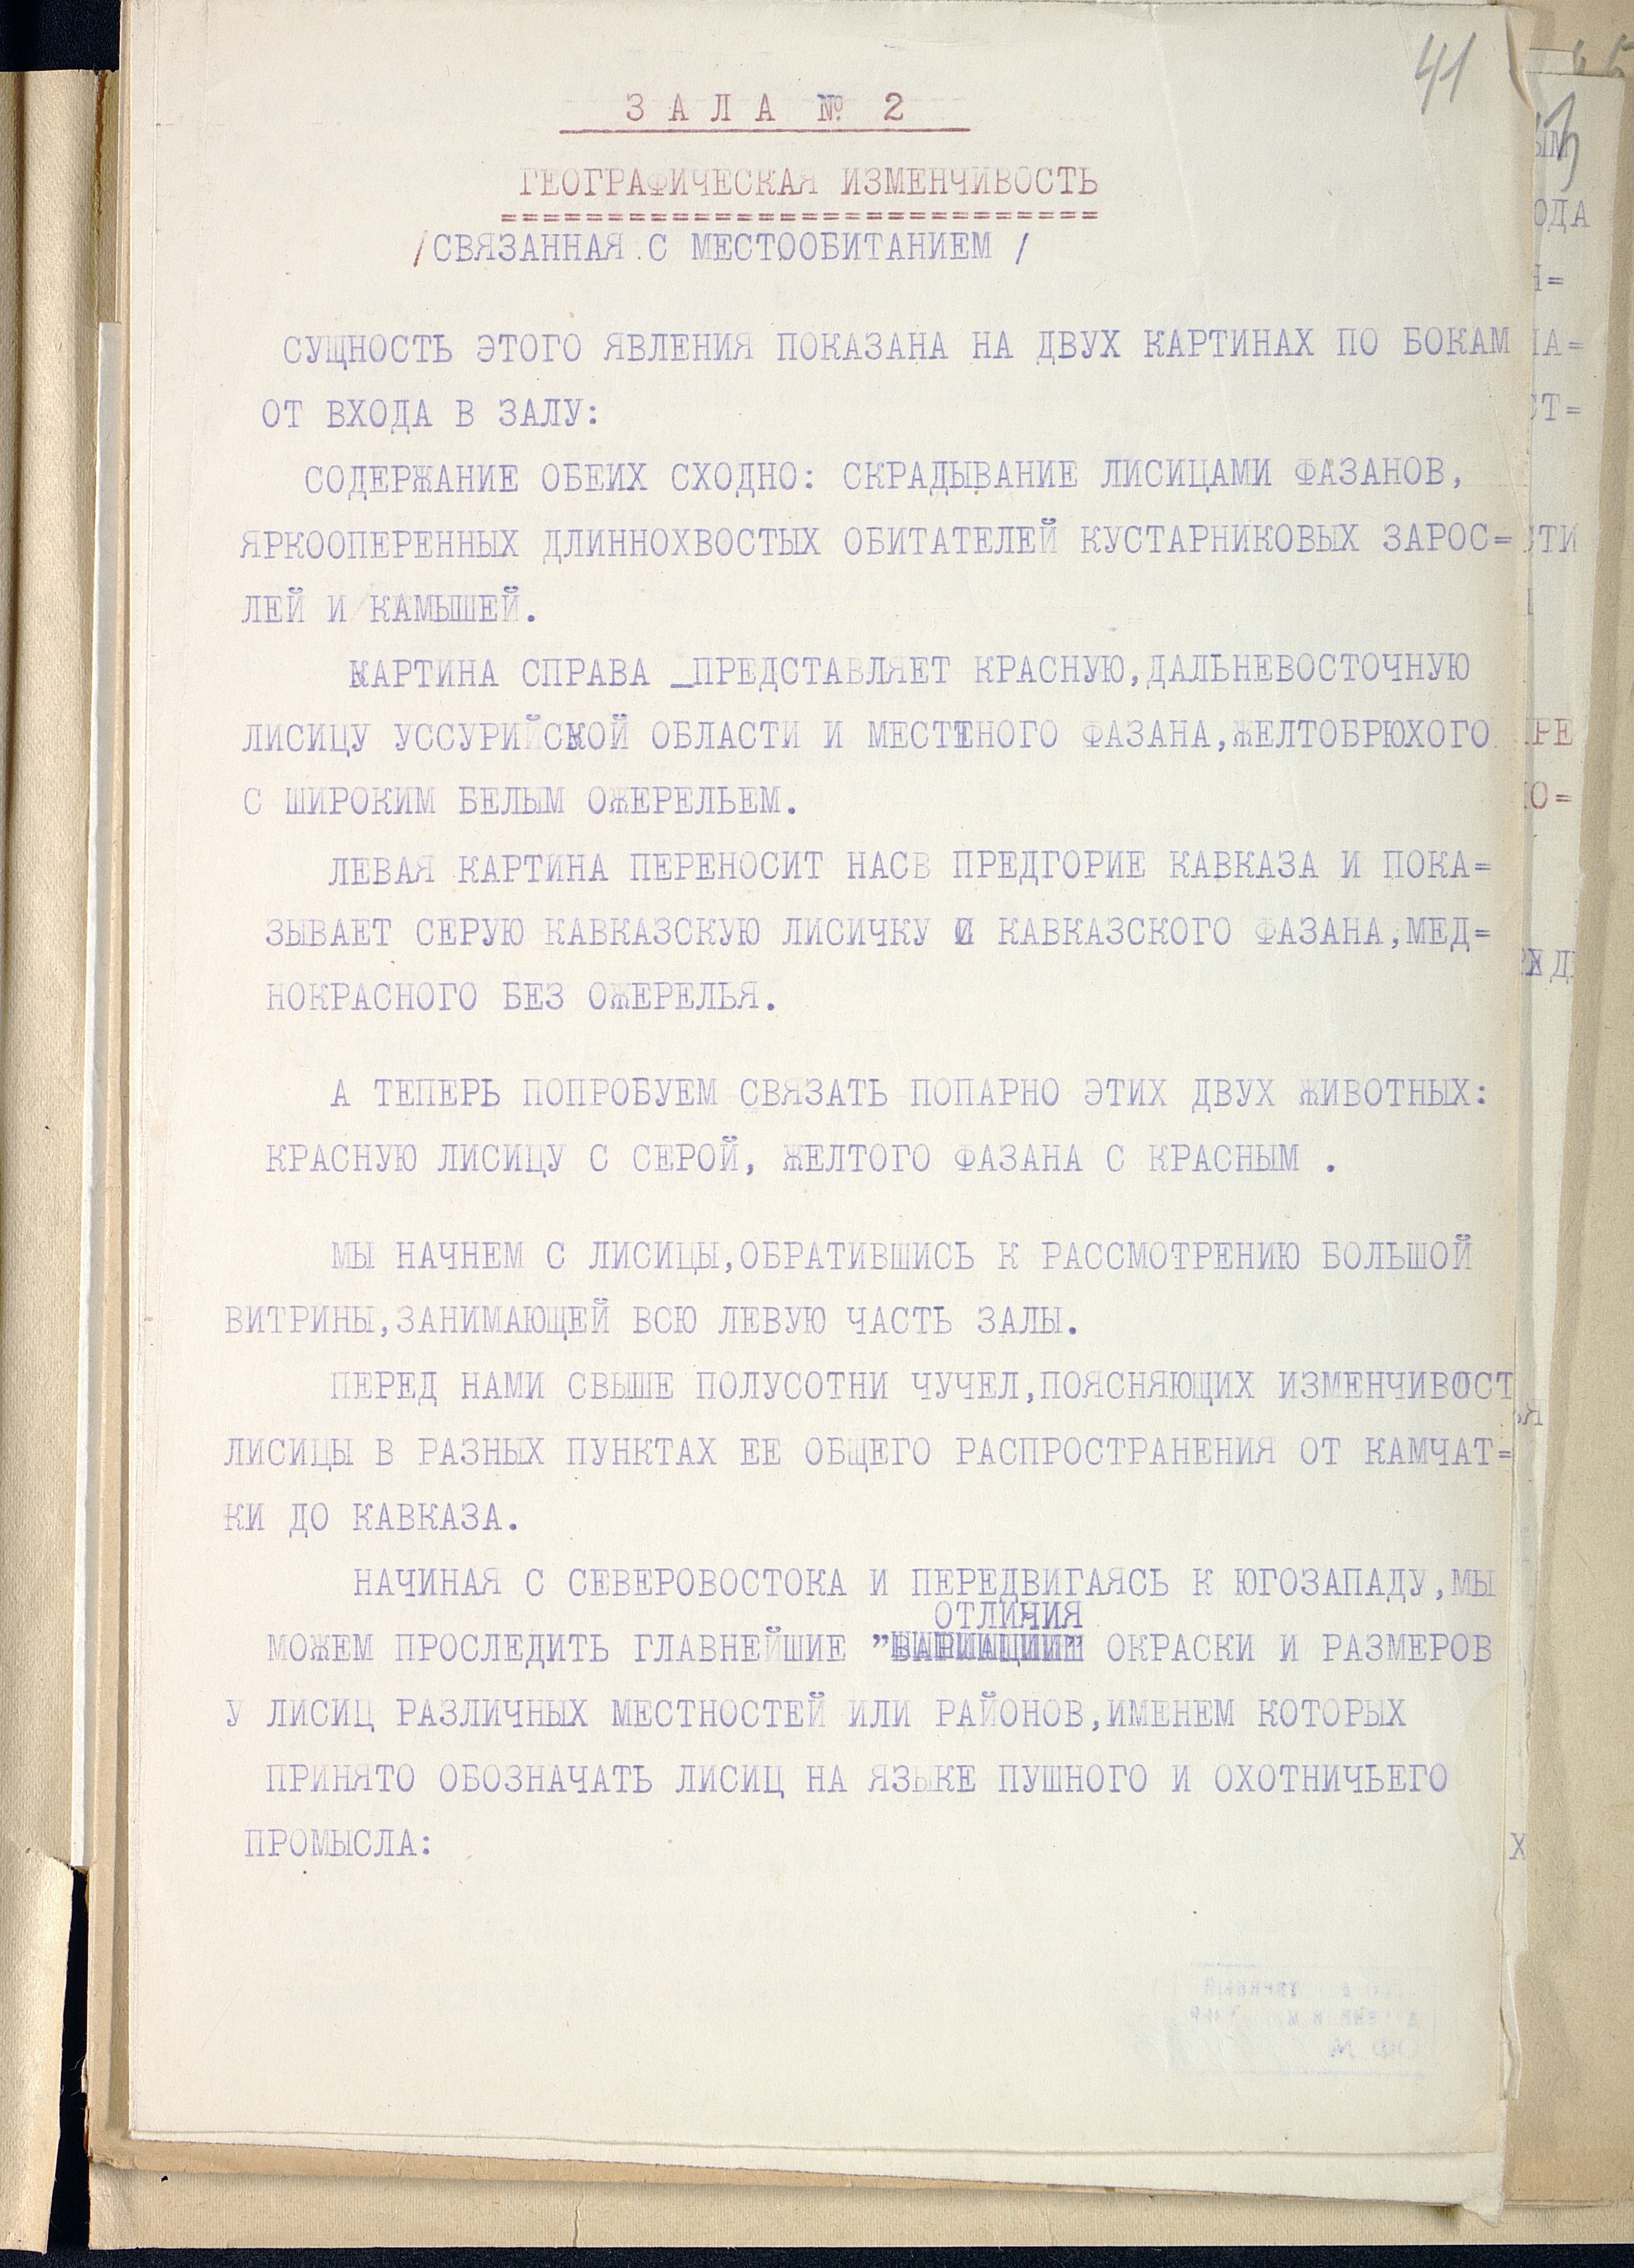 41
ЗАЛА № 2
ГЕОГРАФИЧЕСКАЯ ИЗМЕНЧИВОСТЬ
============================
/СВЯЗАННАЯ С МЕСТООБИТАНИЕМ /
СУЩНОСТЬ ЭТОГО ЯВЛЕНИЯ ПОКАЗАНА НА ДВУХ КАРТИНАХ ПО БОКАМ
ОТ ВХОДА В ЗАЛУ:
СОДЕРЖАНИЕ ОБЕИХ СХОДНО: СКРАДЫВАНИЕ ЛИСИЦАМИ ФАЗАНОВ,
ЯРКООПЕРЕННЫХ ДЛИННОХВОСТЫХ ОБИТАТЕЛЕЙ КУСТАРНИКОВЫХ ЗАРОС=
ЛЕЙ И КАМЫШЕЙ.
КАРТИНА СПРАВА _ПРЕДСТАВЛЯЕТ КРАСНУЮ,ДАЛЬНЕВОСТОЧНУЮ
ЛИСИЦУ УССУРИЙСКОЙ ОБЛАСТИ И МЕСТНОГО ФАЗАНА,ЖЕЛТОБРЮХОГО
С ШИРОКИМ БЕЛЫМ ОЖЕРЕЛЬЕМ.
ЛЕВАЯ КАРТИНА ПЕРЕНОСИТ НАСВ ПРЕДГОРИЕ КАВКАЗА И ПОКА=
ЗЫВАЕТ СЕРУЮ КАВКАЗСКУЮ ЛИСИЧКУ И КАВКАЗСКОГО ФАЗАНА,МЕД=
НОКРАСНОГО БЕЗ ОЖЕРЕЛЬЯ.
А ТЕПЕРЬ ПОПРОБУЕМ СВЯЗАТЬ ПОПАРНО ЭТИХ ДВУХ ЖИВОТНЫХ:
КРАСНУЮ ЛИСИЦУ С СЕРОЙ, ЖЕЛТОГО ФАЗАНА С КРАСНЫМ .
МЫ НАЧНЕМ С ЛИСИЦЫ,ОБРАТИВШИСЬ К РАССМОТРЕНИЮ БОЛЬШОЙ
ВИТРИНЫ,ЗАНИМАЮЩЕЙ ВСЮ ЛЕВУЮ ЧАСТЬ ЗАЛЫ.
ПЕРЕД НАМИ СВЫШЕ ПОЛУСОТНИ ЧУЧЕЛ,ПОЯСНЯЮЩИХ ИЗМЕНЧИВОСТ
ЛИСИЦЫ В РАЗНЫХ ПУНКТАХ ЕЕ ОБЩЕГО РАСПРОСТРАНЕНИЯ ОТ КАМЧАТ=
КИ ДО КАВКАЗА.
НАЧИНАЯ С СЕВЕРОВОСТОКА И ПЕРЕДВИГАЯСЬ К ЮГОЗАПАДУ,МЫ
ОТЛИЧИЯ
МОЖЕМ ПРОСЛЕДИТЬ ГЛАВНЕЙШИЕ "ВАРИАЦИИ" ОКРАСКИ И РАЗМЕРОВ
У ЛИСИЦ РАЗЛИЧНЫХ МЕСТНОСТЕЙ ИЛИ РАЙОНОВ,ИМЕНЕМ КОТОРЫХ
ПРИНЯТО ОБОЗНАЧАТЬ ЛИСИЦ НА ЯЗЫКЕ ПУШНОГО И ОХОТНИЧЬЕГО
ПРОМЫСЛА: